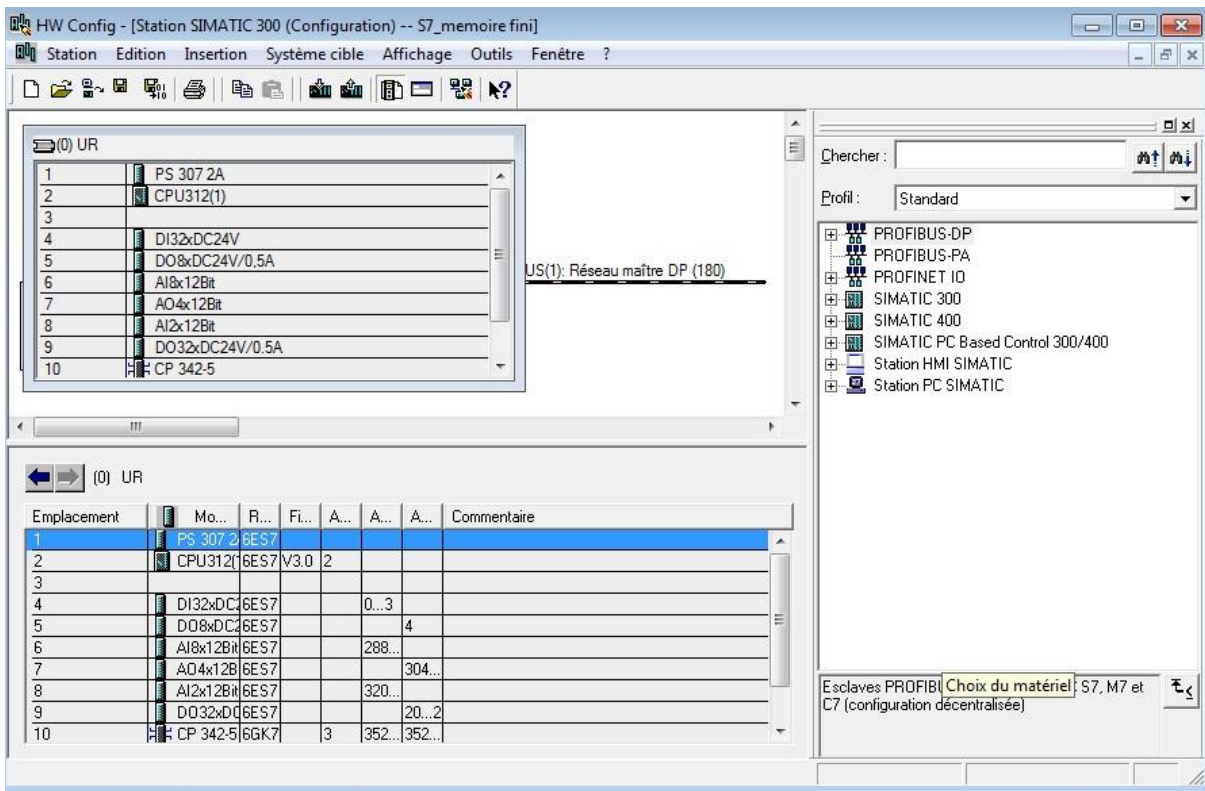 HW Config - [Station SIMATIC 300 (Configuration) -- S7_memoire fini]
Station Edition Insertion Système cible Affichage Outils Fenêtre ?
(0) UR
1 PS 307 2A
2 CPU312(1)
3
4 DI32xDC24V
5 DO8xDC24V/0,5A
6 AI8x12Bit
7 AO4x12Bit
8 AI2x12Bit
9 DO32xDC24V/0.5A
10 CP 342-5
US(1): Réseau maître DP (180)
(0) UR
Emplacement Mo... R... Fi... A... A... A... Commentaire
1 PS 307 2 6ES7
2 CPU312(1 6ES7 V3.0 2
3
4 DI32xDC2 6ES7 0...3
5 DO8xDC2 6ES7 4
6 AI8x12Bit 6ES7 288...
7 AO4x12B 6ES7 304...
8 AI2x12Bit 6ES7 320...
9 DO32xDC 6ES7 20...2
10 CP 342-5 6GK7 3 352... 352...
Chercher :
Profil : Standard
PROFIBUS-DP
PROFIBUS-PA
PROFINET IO
SIMATIC 300
SIMATIC 400
SIMATIC PC Based Control 300/400
Station HMI SIMATIC
Station PC SIMATIC
Esclaves PROFIB Choix du matériel S7, M7 et
C7 (configuration décentralisée)